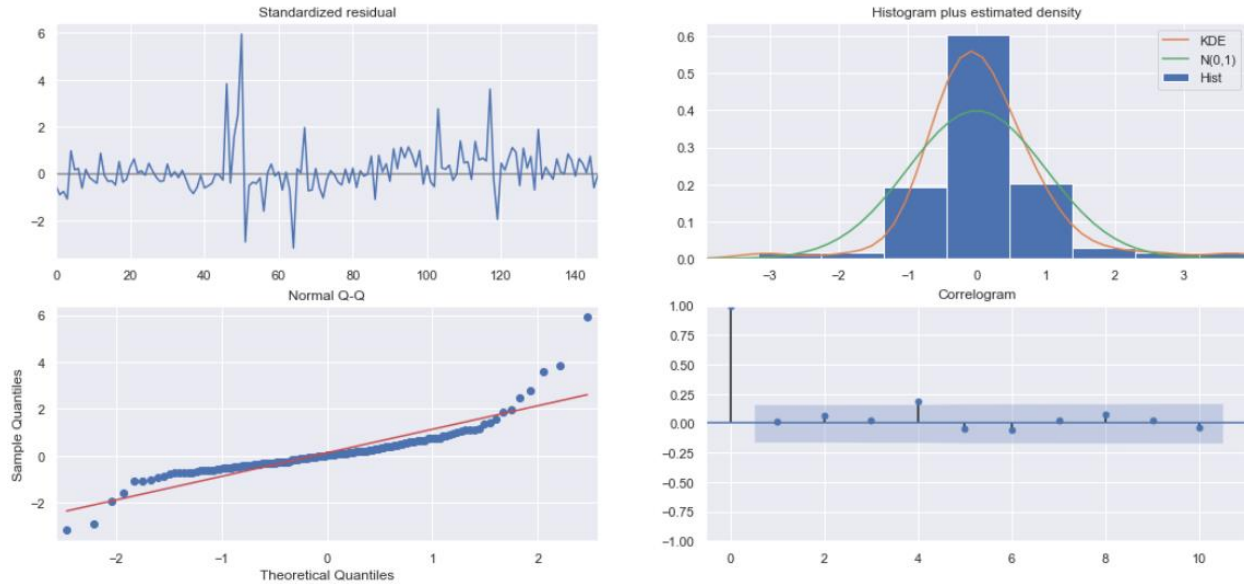 Standardized residual
6
4
2
0
−2
0 20 40 60 80 100 120 140
Histogram plus estimated density
KDE
N(0,1)
Hist
0.6
0.5
0.4
0.3
0.2
0.1
0.0
−3 −2 −1 0 1 2 3
Normal Q-Q
Sample Quantiles
6
4
2
0
−2
−2 −1 0 1 2
Theoretical Quantiles
Correlogram
1.00
0.75
0.50
0.25
0.00
−0.25
−0.50
−0.75
−1.00
0 2 4 6 8 10